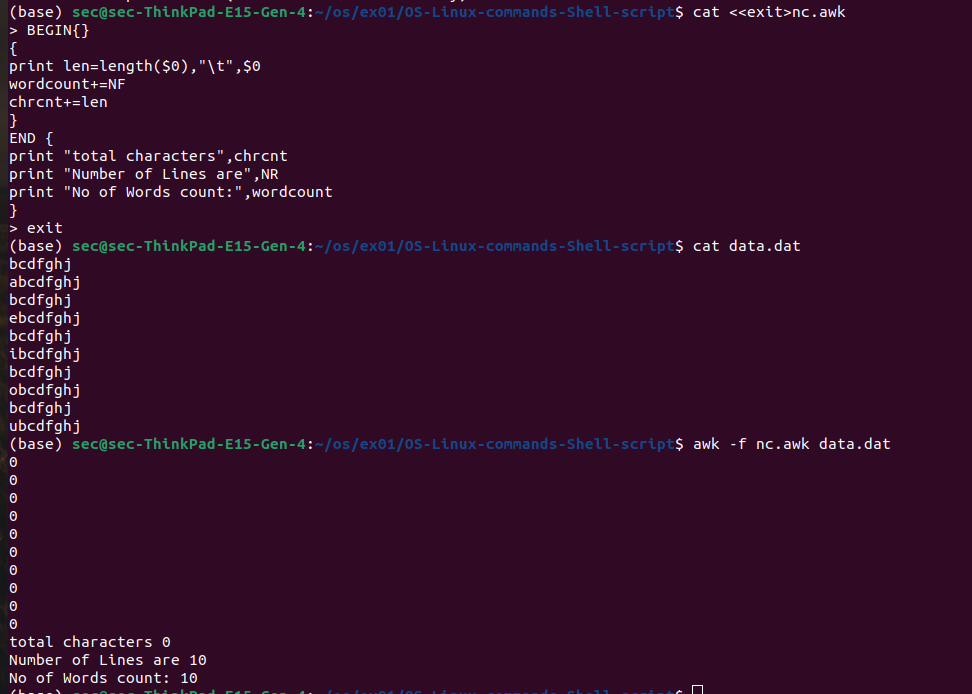 (base) sec@sec-ThinkPad-E15-Gen-4:~/os/ex01/OS-Linux-commands-Shell-script$ cat <<exit>nc.awk
> BEGIN{}
{
print len=length($0),"\t",$0
wordcount+=NF
chrcnt+=len
}
END {
print "total characters",chrcnt
print "Number of Lines are",NR
print "No of Words count:",wordcount
}
> exit
(base) sec@sec-ThinkPad-E15-Gen-4:~/os/ex01/OS-Linux-commands-Shell-script$ cat data.dat
bcdfghj
abcdfghj
bcdfghj
ebcdfghj
bcdfghj
ibcdfghj
bcdfghj
obcdfghj
bcdfghj
ubcdfghj
(base) sec@sec-ThinkPad-E15-Gen-4:~/os/ex01/OS-Linux-commands-Shell-script$ awk -f nc.awk data.dat
0
0
0
0
0
0
0
0
0
0
total characters 0
Number of Lines are 10
No of Words count: 10
(base) sec@sec-ThinkPad-E15-Gen-4:~/os/ex01/OS-Linux-commands-Shell-script$